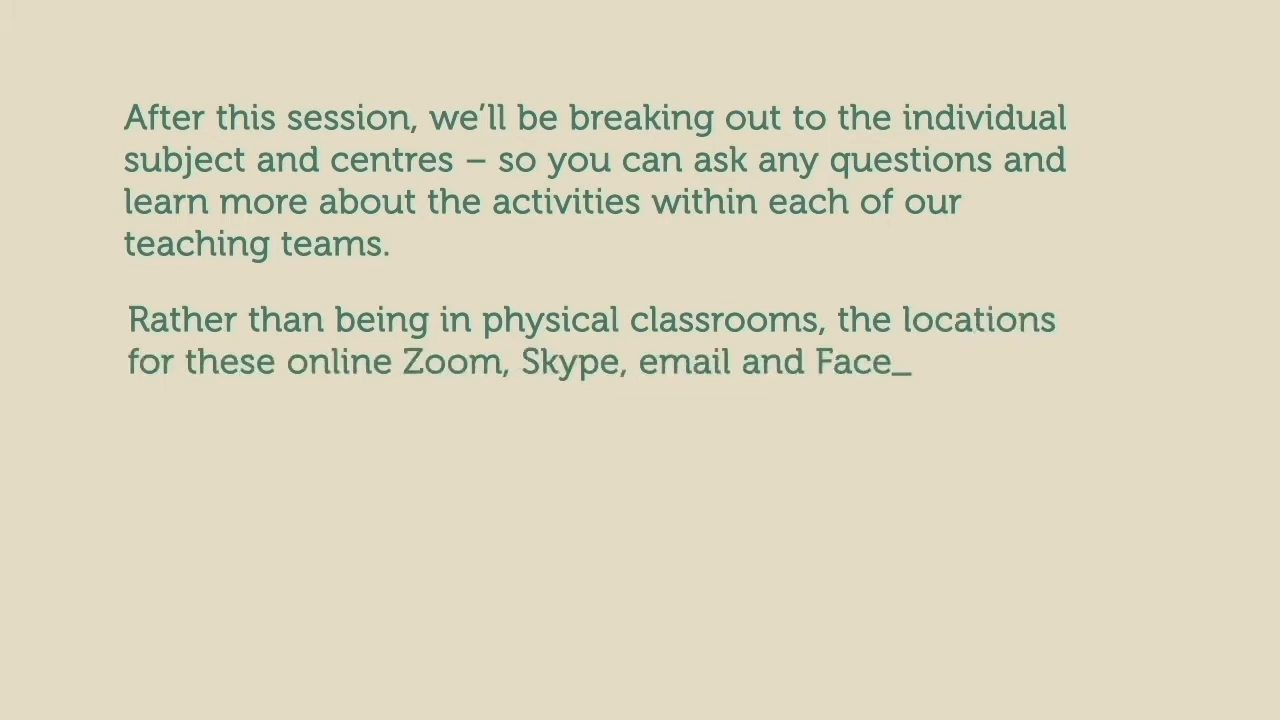 After this session, we’ll be breaking out to the individual
subject and centres – so you can ask any questions and
learn more about the activities within each of our
teaching teams.
Rather than being in physical classrooms, the locations
for these online Zoom, Skype, email and Face_